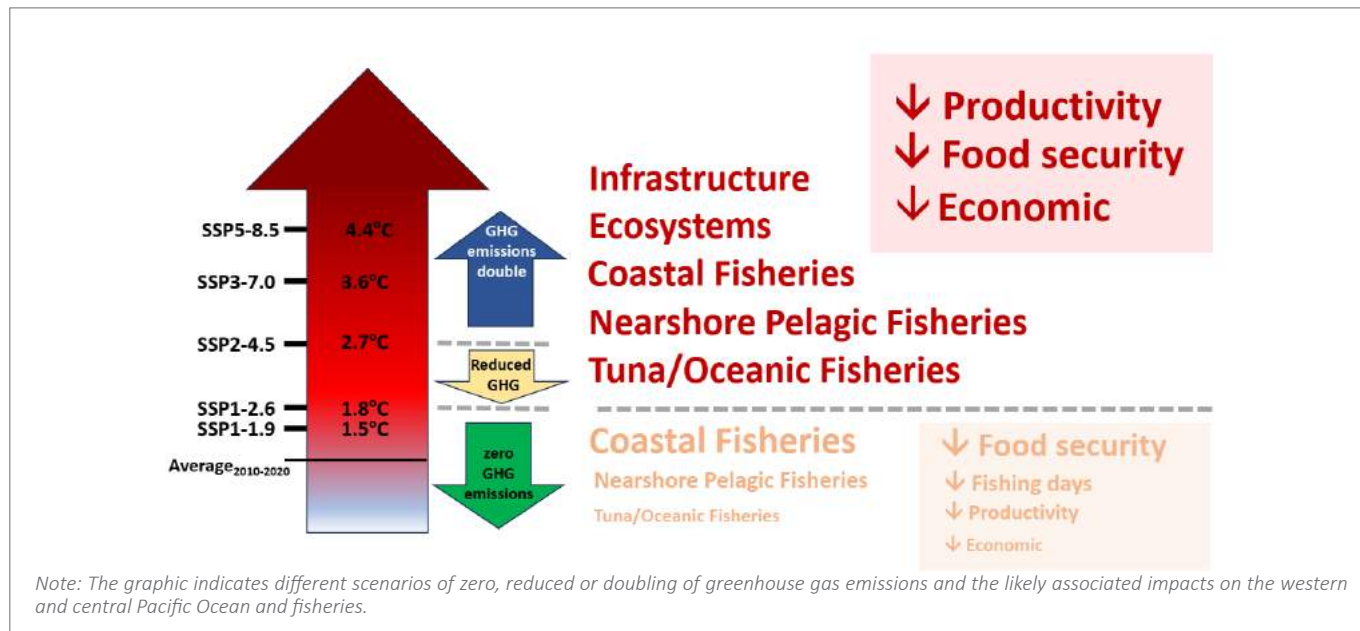 ↓ Productivity
↓ Food security
↓ Economic
Infrastructure
Ecosystems
Coastal Fisheries
Nearshore Pelagic Fisheries
Tuna/Oceanic Fisheries
SSP5-8.5
4.4°C
SSP3-7.0
3.6°C
SSP2-4.5
2.7°C
SSP1-2.6
1.8°C
SSP1-1.9
1.5°C
Average2010-2020
GHG
emissions
double
Reduced
GHG
zero
GHG
emissions
Coastal Fisheries
Nearshore Pelagic Fisheries
Tuna/Oceanic Fisheries
↓ Food security
↓ Fishing days
↓ Productivity
↓ Economic
Note: The graphic indicates different scenarios of zero, reduced or doubling of greenhouse gas emissions and the likely associated impacts on the western
and central Pacific Ocean and fisheries.